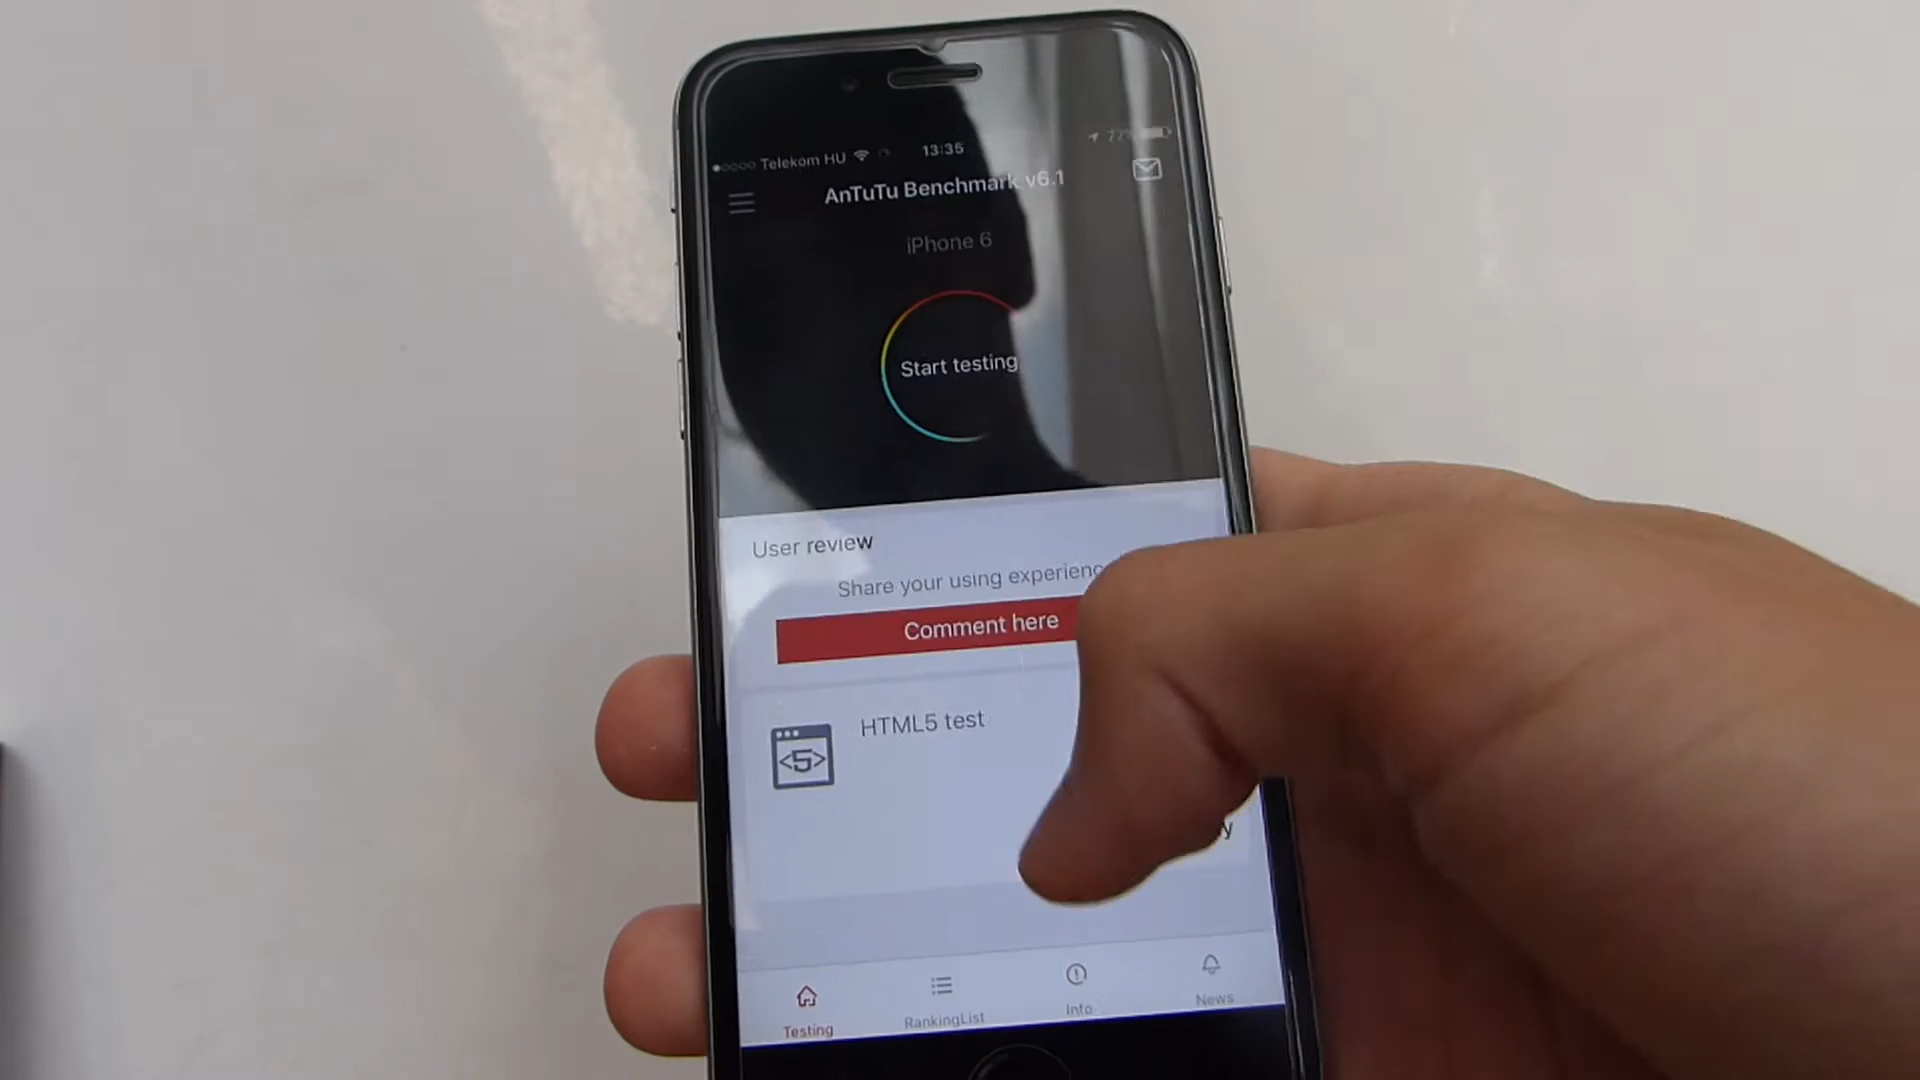 Telekom HU 13:35 77%
AnTuTu Benchmark v6.1
iPhone 6
Start testing
User review
Share your using experienc
Comment here
HTML5 test
<5>
y
Testing RankingList Info News